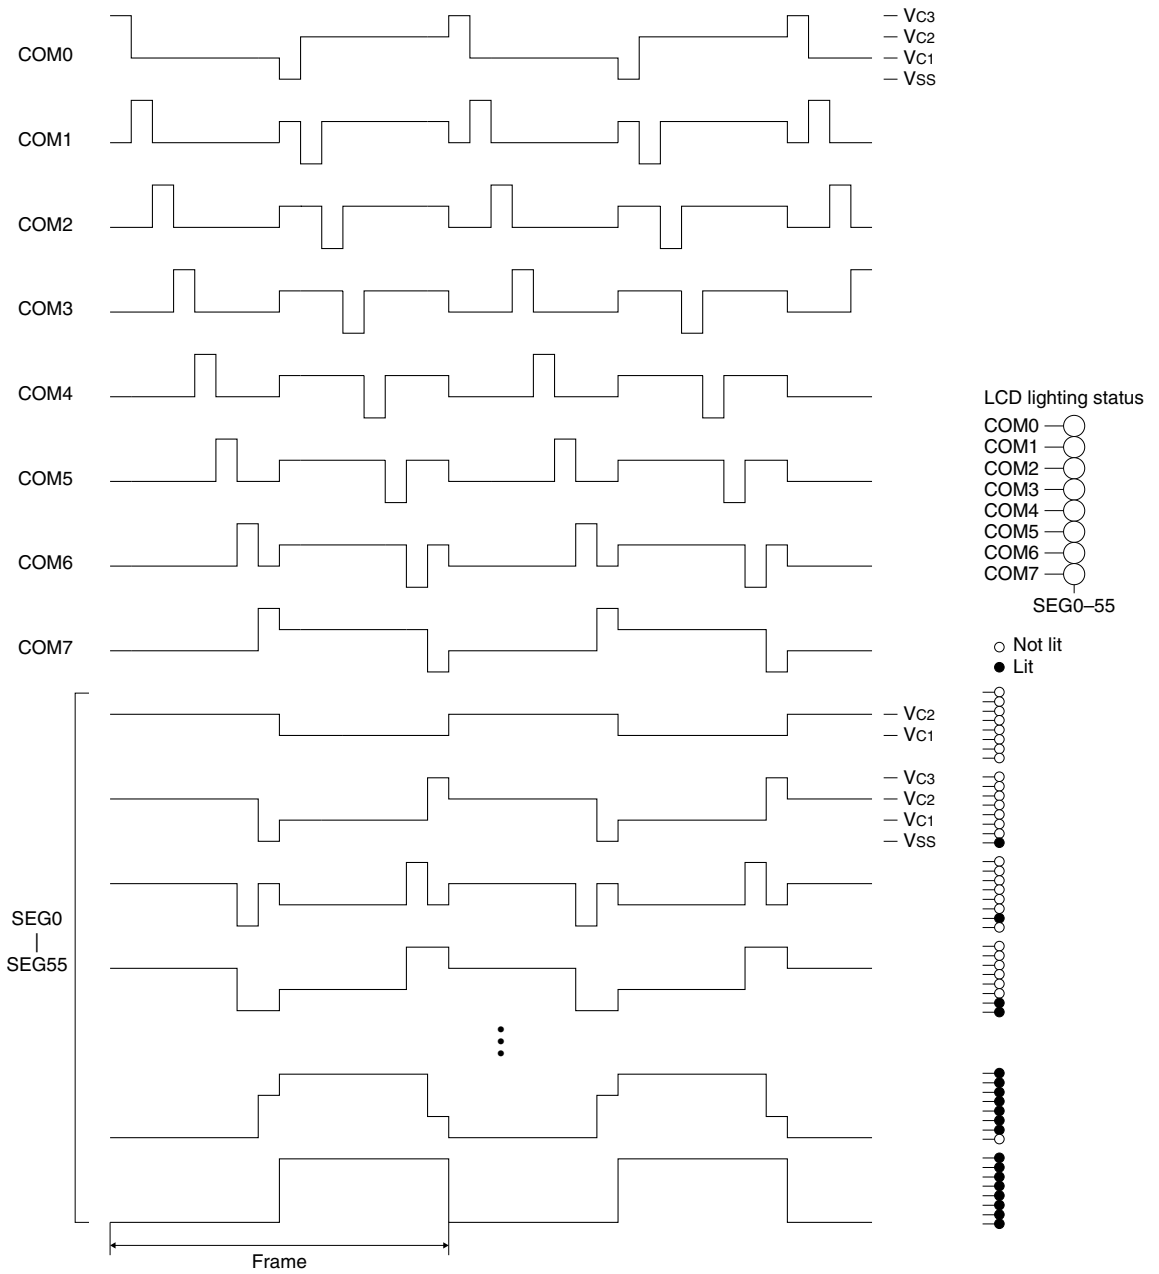 COM0
VC3
VC2
VC1
VSS
COM1
COM2
COM3
COM4
COM5
COM6
COM7
LCD lighting status
COM0
COM1
COM2
COM3
COM4
COM5
COM6
COM7
SEG0–55
Not lit
Lit
VC2
VC1
VC3
VC2
VC1
VSS
SEG0
SEG55
Frame